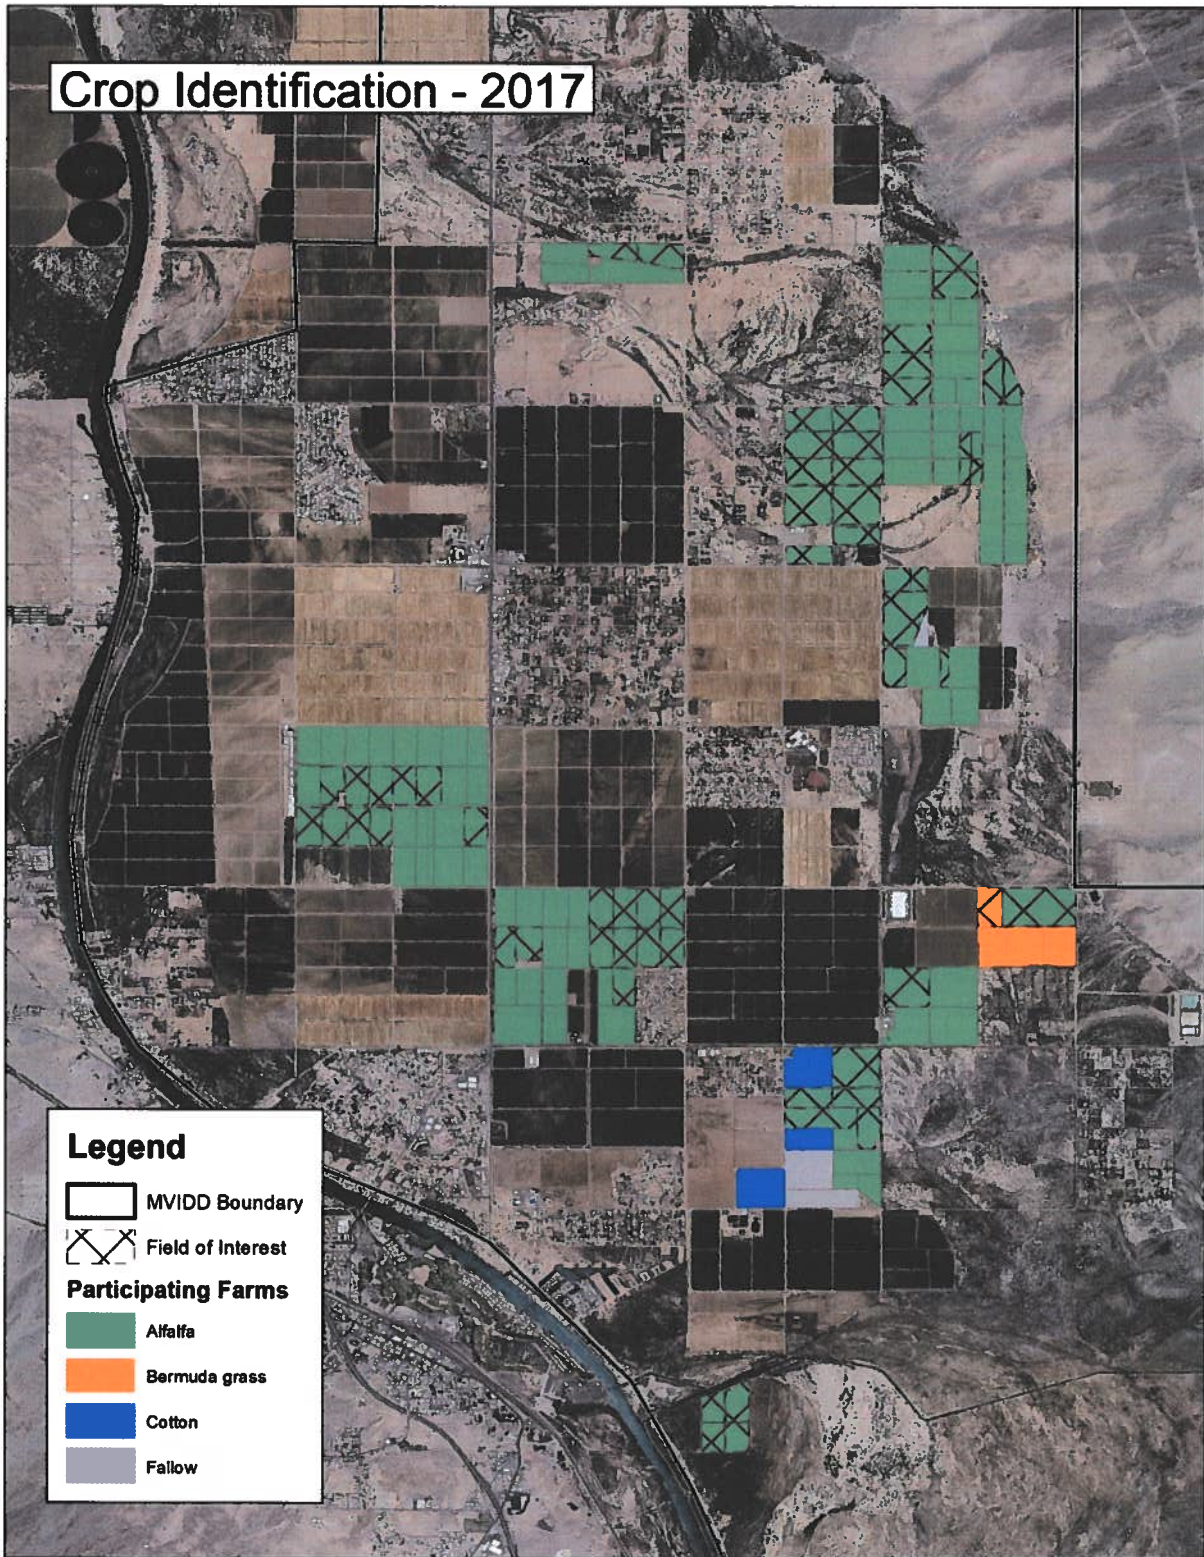 Crop Identification - 2017
Legend
MVIDD Boundary
Field of Interest
Participating Farms
Alfalfa
Bermuda grass
Cotton
Fallow